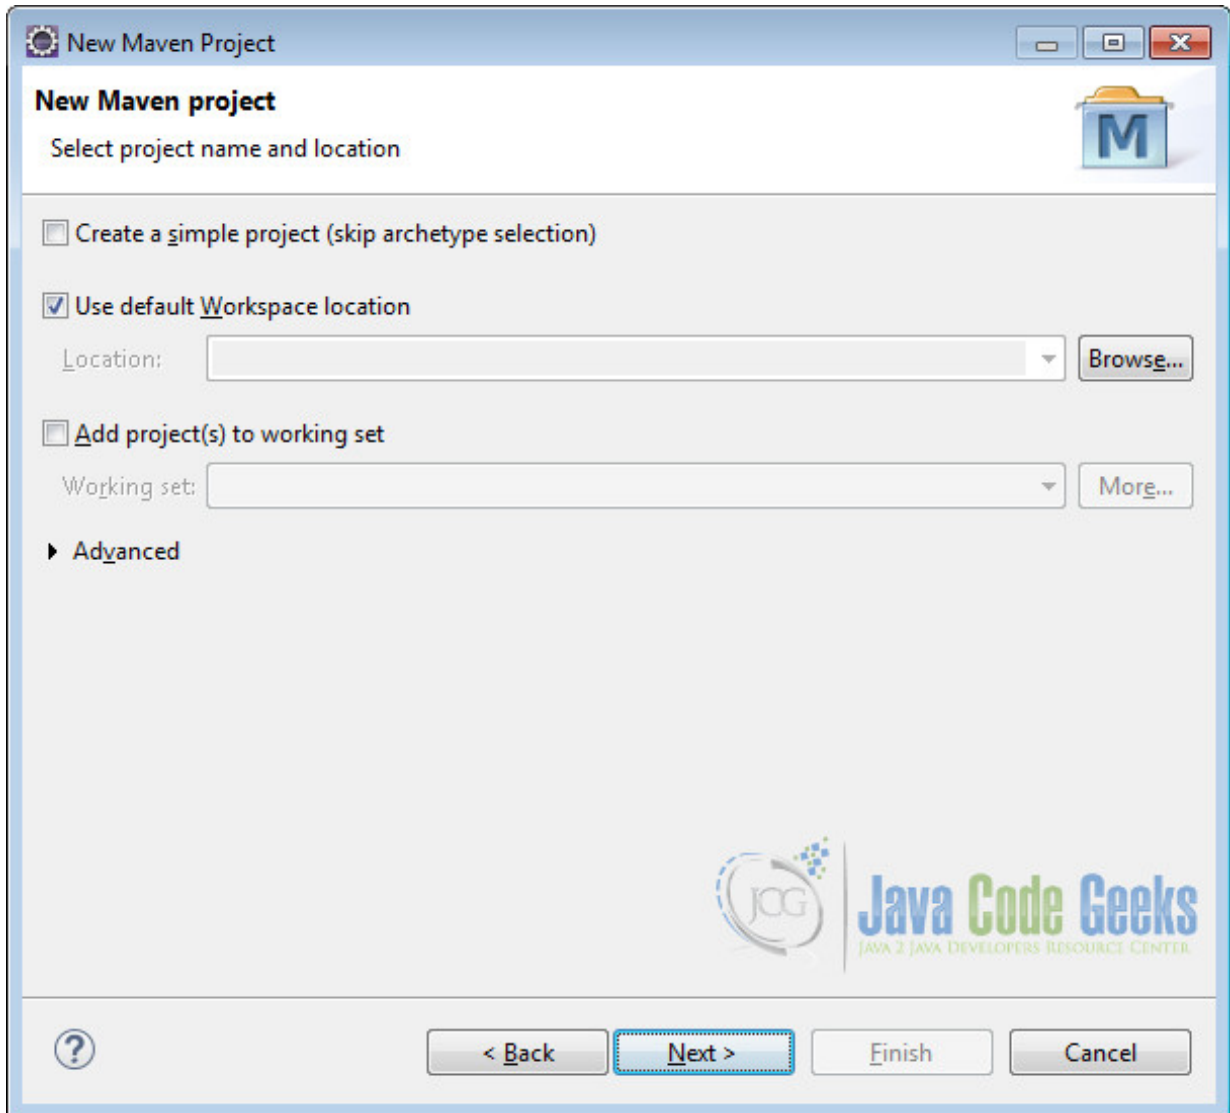 New Maven Project
New Maven project
M
Select project name and location
Create a simple project (skip archetype selection)
Use default Workspace location
Location:
Browse...
Add project(s) to working set
Working set:
More...
Advanced
JCG
Java Code Geeks
JAVA 2 JAVA DEVELOPERS RESOURCE CENTER
?
< Back
Next >
Finish
Cancel